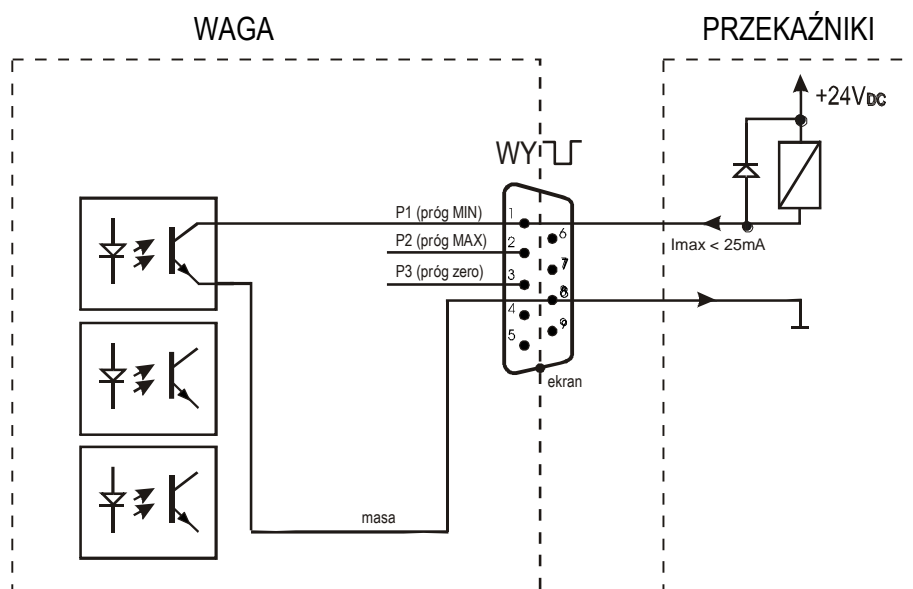 WAGA
PRZEKAŹNIKI
+24VDC
WY
P1 (próg MIN)
1
6
Imax < 25mA
P2 (próg MAX)
2
7
P3 (próg zero)
3
8
4
9
5
ekran
masa